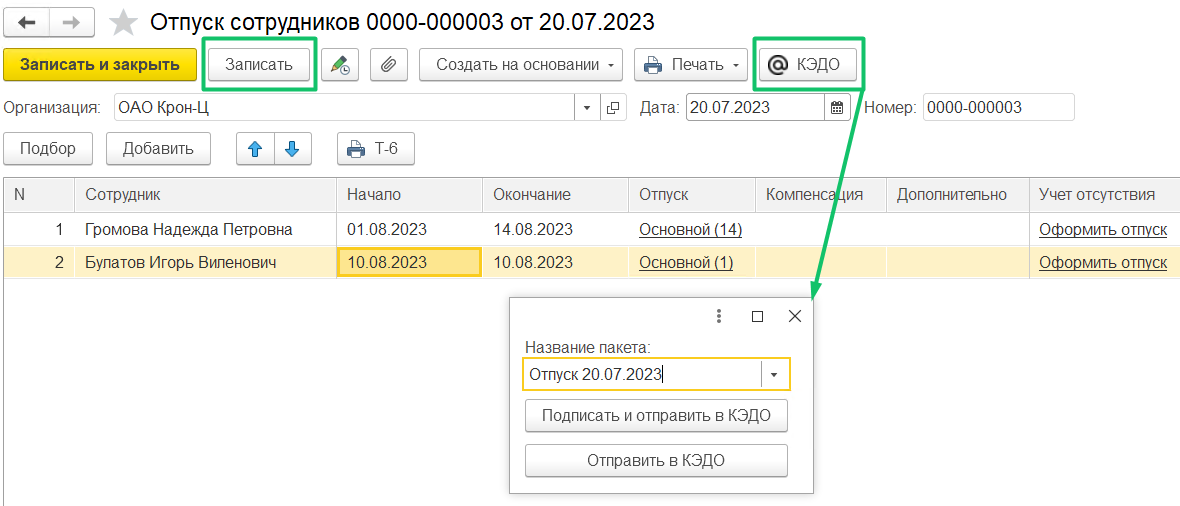 Отпуск сотрудников 0000-000003 от 20.07.2023
Записать и закрыть Записать Создать на основании Печать КЭДО
Организация: ОАО Крон-Ц Дата: 20.07.2023 Номер: 0000-000003
Подбор Добавить Т-6
N Сотрудник Начало Окончание Отпуск Компенсация Дополнительно Учет отсутствия
1 Громова Надежда Петровна 01.08.2023 14.08.2023 Основной (14) Оформить отпуск
2 Булатов Игорь Виленович 10.08.2023 10.08.2023 Основной (1) Оформить отпуск
Название пакета:
Отпуск 20.07.2023
Подписать и отправить в КЭДО
Отправить в КЭДО